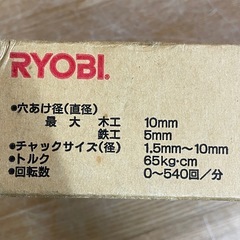 RYOBI.
●穴あけ径(直径)
最大 木工 10mm
鉄工 5mm
●チャックサイズ(径) 1.5mm〜10mm
●トルク 65kg·cm
●回転数 0〜540回/分